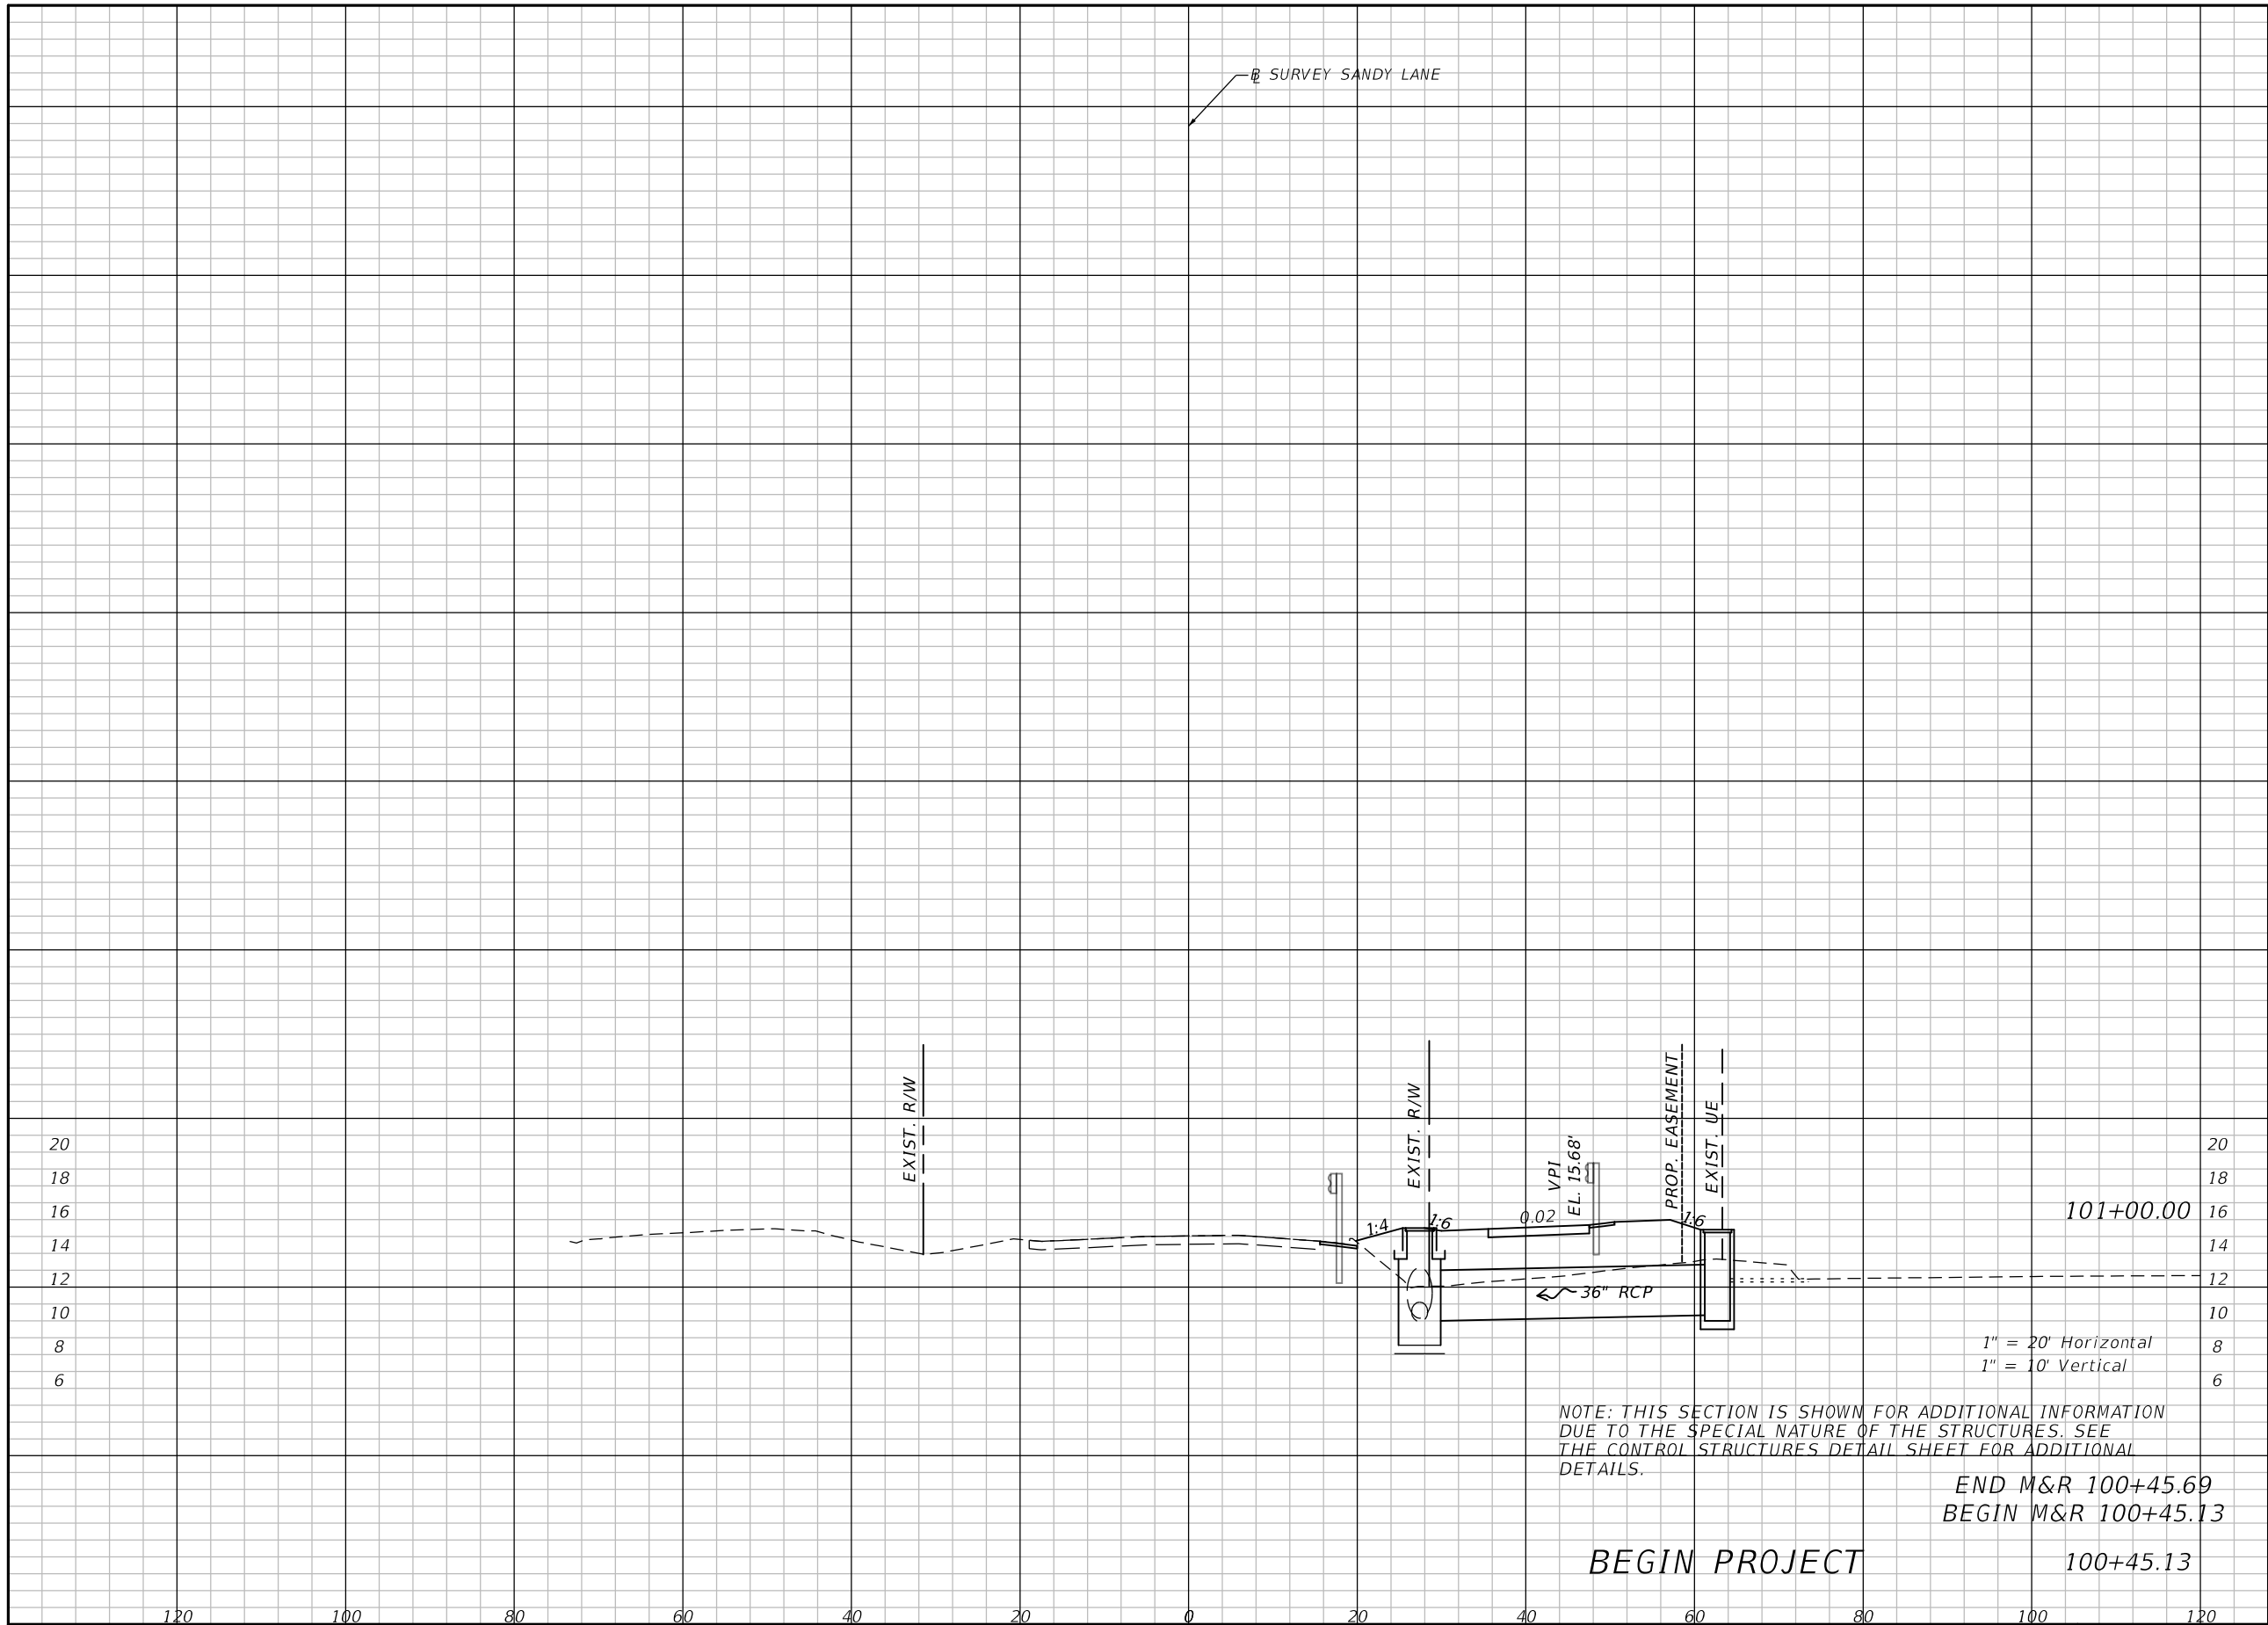 ℄ SURVEY SANDY LANE
EXIST. R/W
EXIST. R/W
VPI
EL. 15.68'
PROP. EASEMENT
EXIST. UE
20
18
16
14
12
10
8
6
20
18
16
14
12
10
8
6
1:4
1:6
0.02
1:6
101+00.00
36" RCP
1" = 20' Horizontal
1" = 10' Vertical
NOTE: THIS SECTION IS SHOWN FOR ADDITIONAL INFORMATION
DUE TO THE SPECIAL NATURE OF THE STRUCTURES. SEE
THE CONTROL STRUCTURES DETAIL SHEET FOR ADDITIONAL
DETAILS.
END M&R 100+45.69
BEGIN M&R 100+45.13
BEGIN PROJECT 100+45.13
120 100 80 60 40 20 0 20 40 60 80 100 120